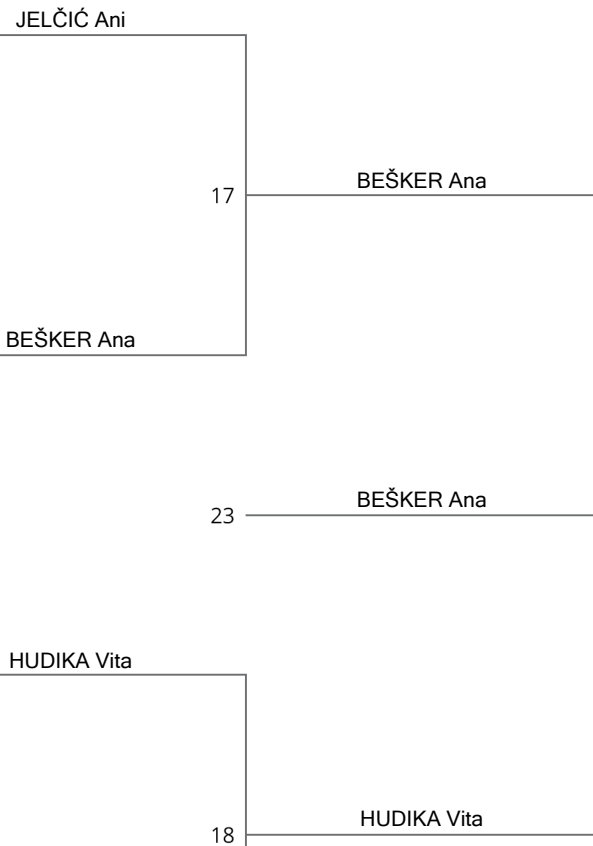 JELČIĆ Ani
BEŠKER Ana
17
BEŠKER Ana
BEŠKER Ana
23
HUDIKA Vita
HUDIKA Vita
18